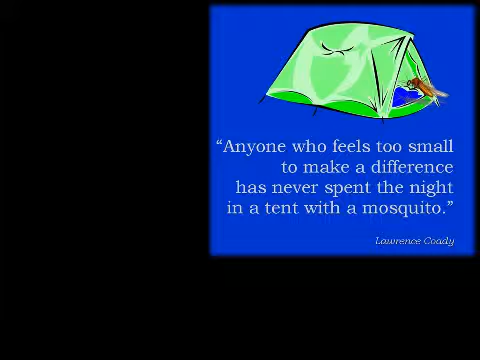 “Anyone who feels too small
to make a difference
has never spent the night
in a tent with a mosquito.”
Lawrence Coady